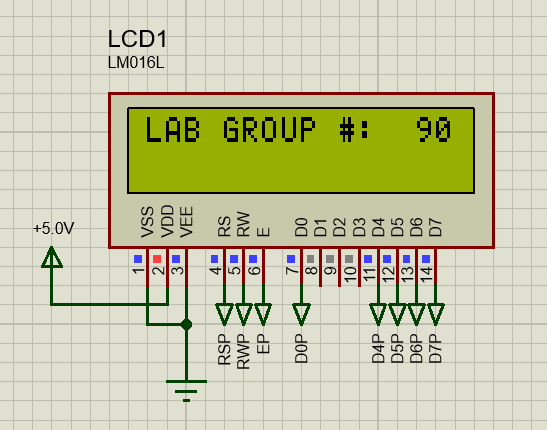 LCD1
LM016L
LAB GROUP #:  90
+5.0V
VSS VDD VEE RS RW E D0 D1 D2 D3 D4 D5 D6 D7
1 2 3 4 5 6 7 8 9 10 11 12 13 14
RSP RWP EP D0P D4P D5P D6P D7P